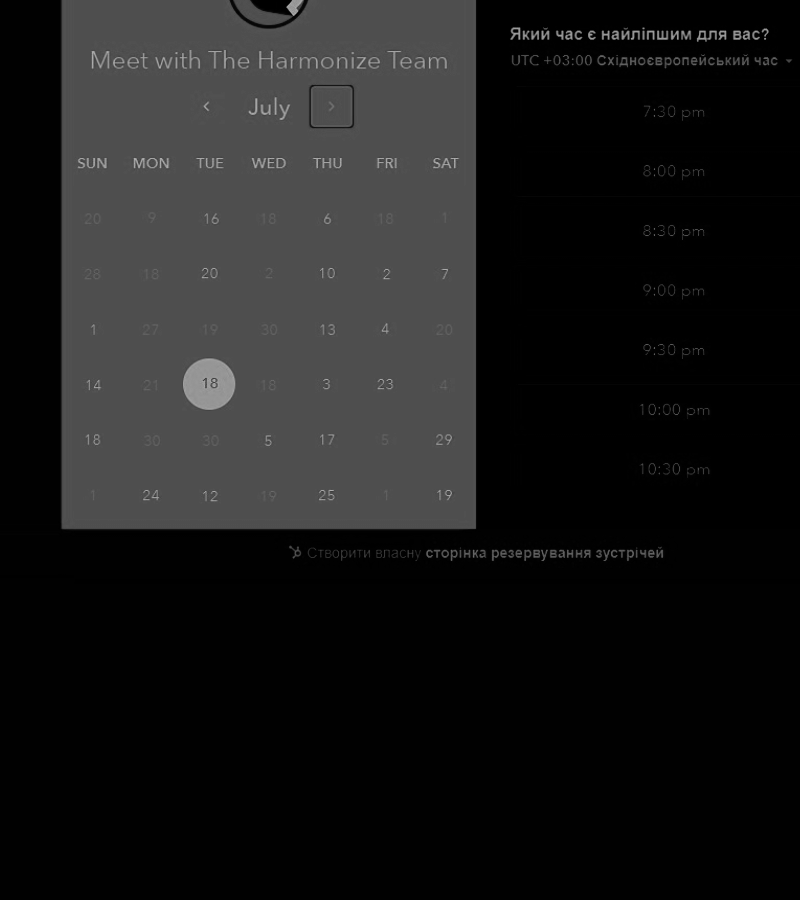 Meet with The Harmonize Team
July
SUN MON TUE WED THU FRI SAT
20 9 16 18 6 18 1
28 18 20 2 10 2 7
1 27 19 30 13 4 20
14 21 18 18 3 23 4
18 30 30 5 17 5 29
1 24 12 19 25 1 19
Який час є найліпшим для вас?
UTC +03:00 Східноєвропейський час
7:30 pm
8:00 pm
8:30 pm
9:00 pm
9:30 pm
10:00 pm
10:30 pm
Створити власну сторінка резервування зустрічей